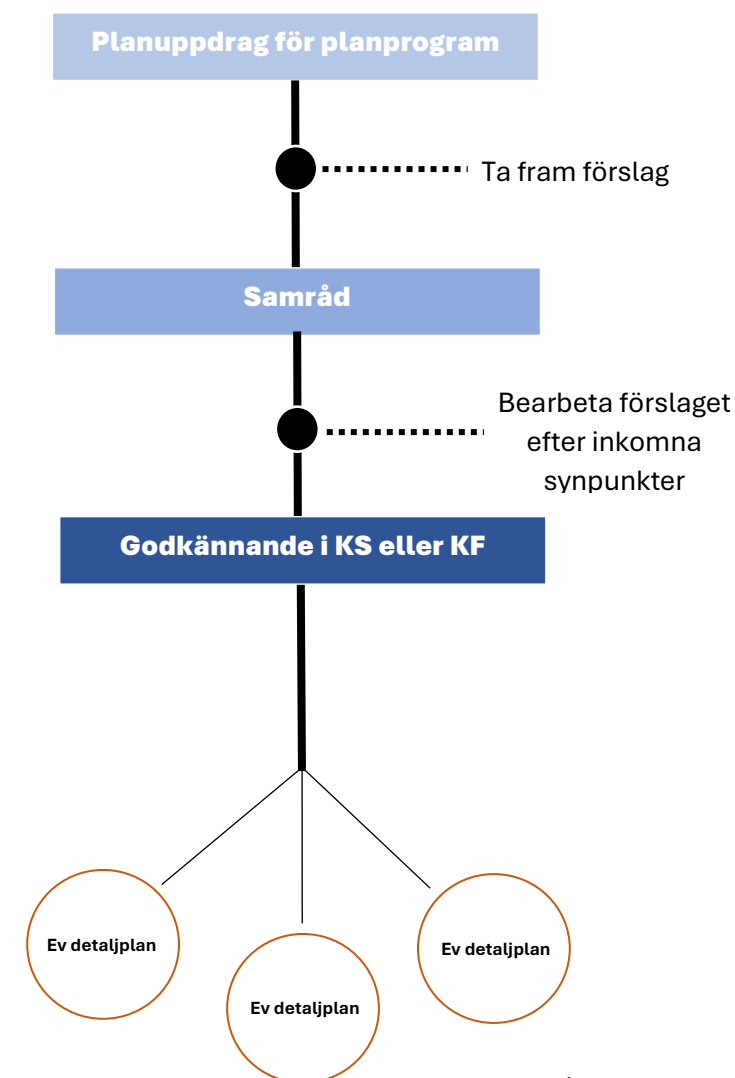 Planuppdrag för planprogram
Ta fram förslag
Samråd
Bearbeta förslaget
efter inkomna
synpunkter
Godkännande i KS eller KF
Ev detaljplan
Ev detaljplan
Ev detaljplan